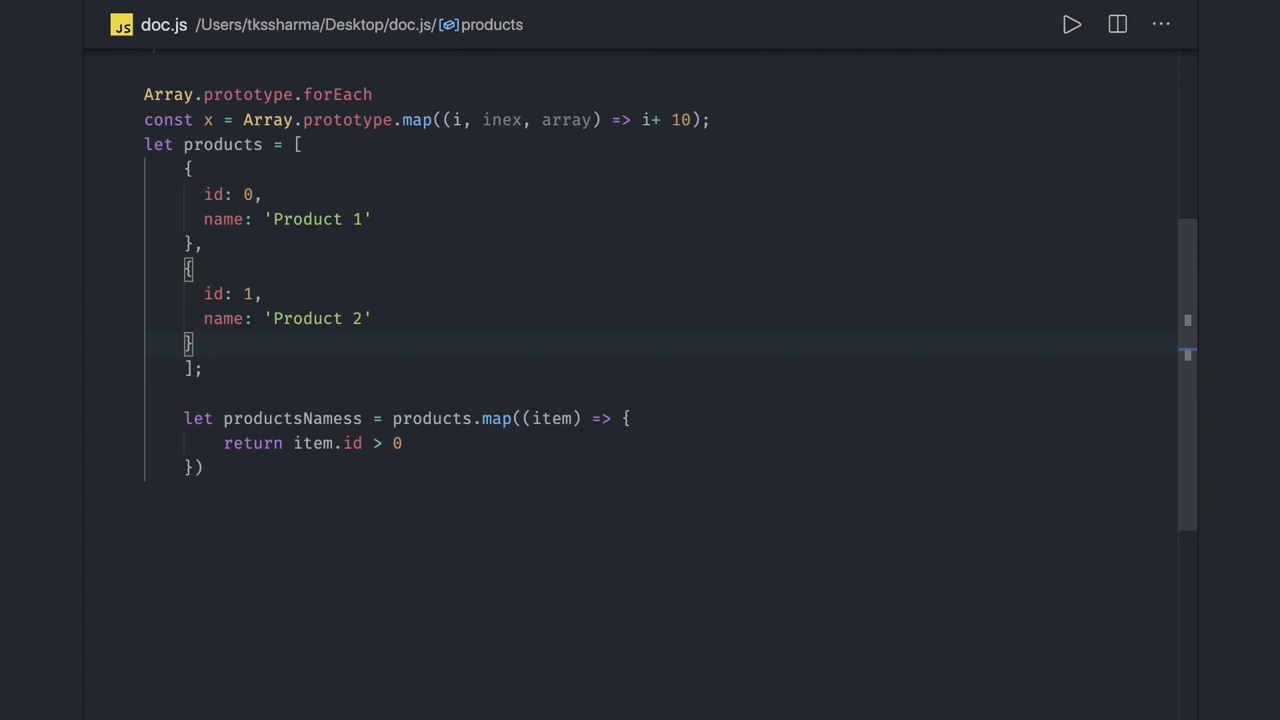 JS doc.js /Users/tkssharma/Desktop/doc.js/products
Array.prototype.forEach
const x = Array.prototype.map((i, inex, array) => i+ 10);
let products = [
{
id: 0,
name: 'Product 1'
},
{
id: 1,
name: 'Product 2'
}
];
let productsNamess = products.map((item) => {
return item.id > 0
})